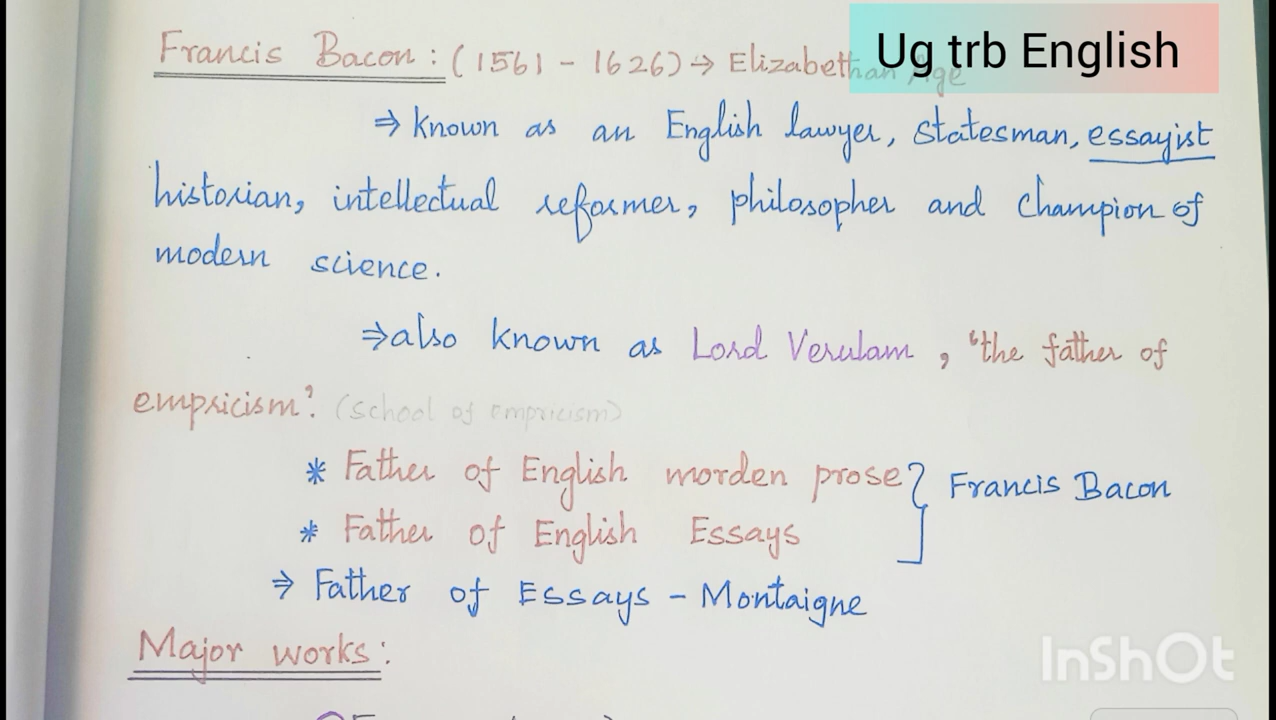 Ug trb English
Francis Bacon : (1561 - 1626) → Elizabethan Age
⇒ known as an English lawyer, statesman, essayist
historian, intellectual reformer, philosopher and champion of
modern science.
⇒ also known as Lord Verulam, 'the father of
empricism'. (school of empricism)
* Father of English morden prose
* Father of English Essays
Francis Bacon
⇒ Father of Essays - Montaigne
Major works :
InShOt